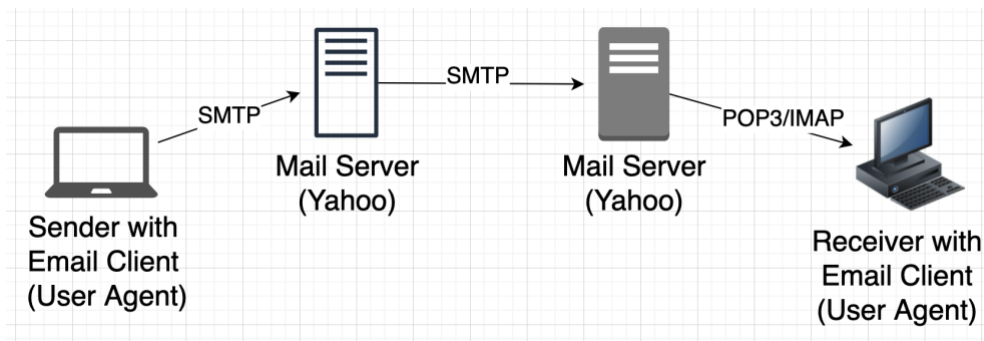 SMTP
SMTP
POP3/IMAP
Mail Server
(Yahoo)
Mail Server
(Yahoo)
Sender with
Email Client
(User Agent)
Receiver with
Email Client
(User Agent)